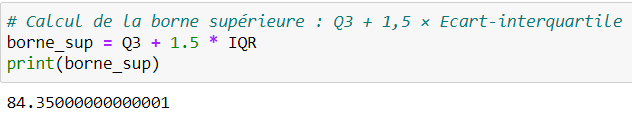 # Calcul de la borne supérieure : Q3 + 1,5 × Ecart-interquartile
borne_sup = Q3 + 1.5 * IQR
print(borne_sup)
84.35000000000001